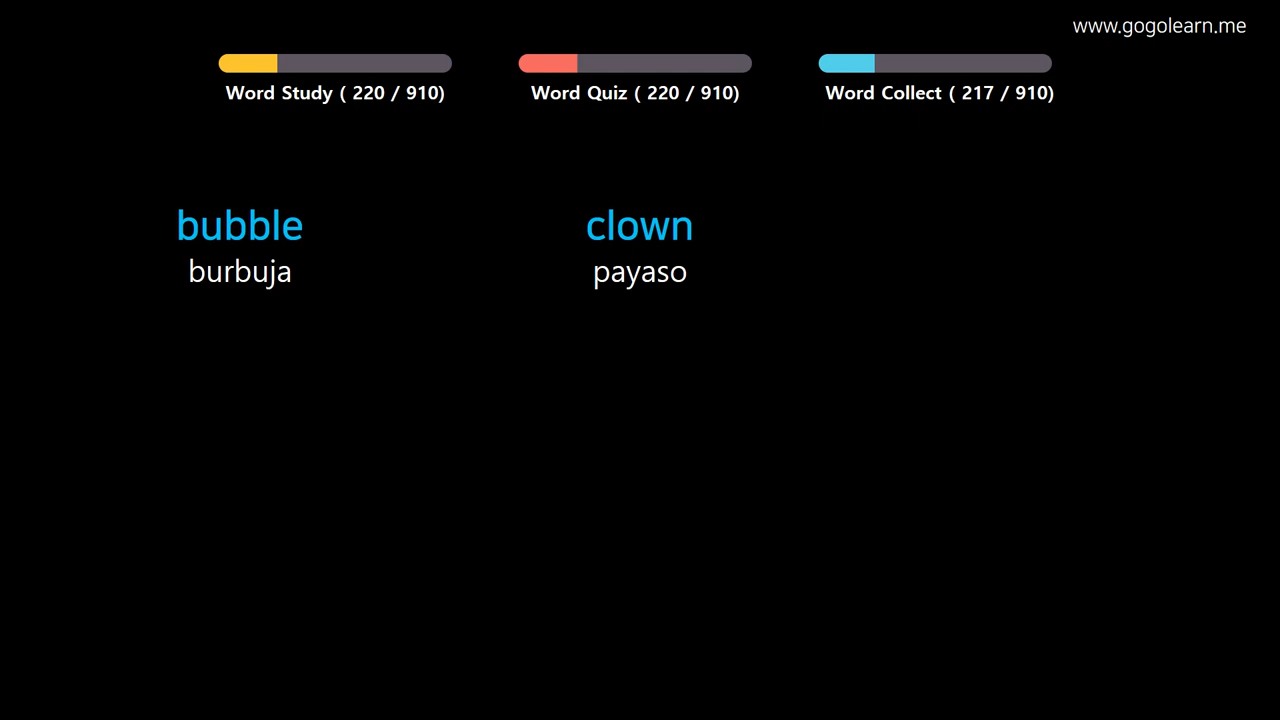 www.gogolearn.me
Word Study ( 220 / 910)
Word Quiz ( 220 / 910)
Word Collect ( 217 / 910)
bubble
burbuja
clown
payaso